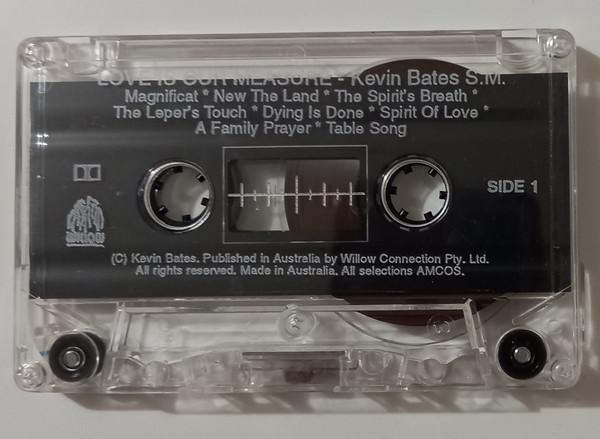 LOVE IS OUR MEASURE - Kevin Bates S.M.
Magnificat * New The Land * The Spirit's Breath *
The Leper's Touch * Dying Is Done * Spirit Of Love *
A Family Prayer * Table Song
SIDE 1
willow
(C) Kevin Bates. Published in Australia by Willow Connection Pty. Ltd.
All rights reserved. Made in Australia. All selections AMCOS.